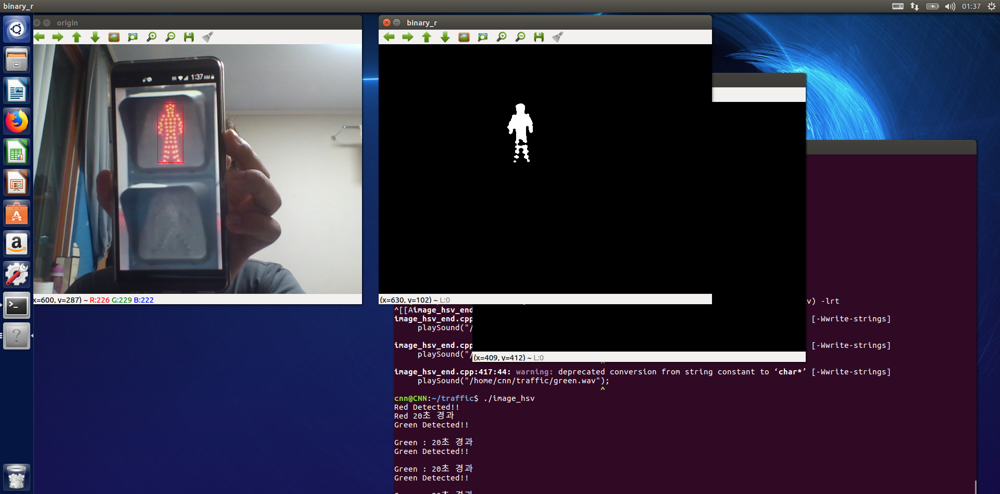 binary_r
01:37
origin
1:37AM
x=600, y=287) ~ R:226 G:229 B:222
binary_r
(x=630, y=102) ~ L:0
(x=409, y=412) ~ L:0
v) -lrt
^[[Aimage_hsv_end
image_hsv_end.cpp [-Wwrite-strings]
playSound("/
image_hsv_end.cpp [-Wwrite-strings]
playSound("/
^
image_hsv_end.cpp:417:44: warning: deprecated conversion from string constant to ‘char*’ [-Wwrite-strings]
playSound("/home/cnn/traffic/green.wav");
^
cnn@CNN:~/traffic$ ./image_hsv
Red Detected!!
Red 20초 경과
Green Detected!!
Green : 20초 경과
Green Detected!!
Green : 20초 경과
Green Detected!!